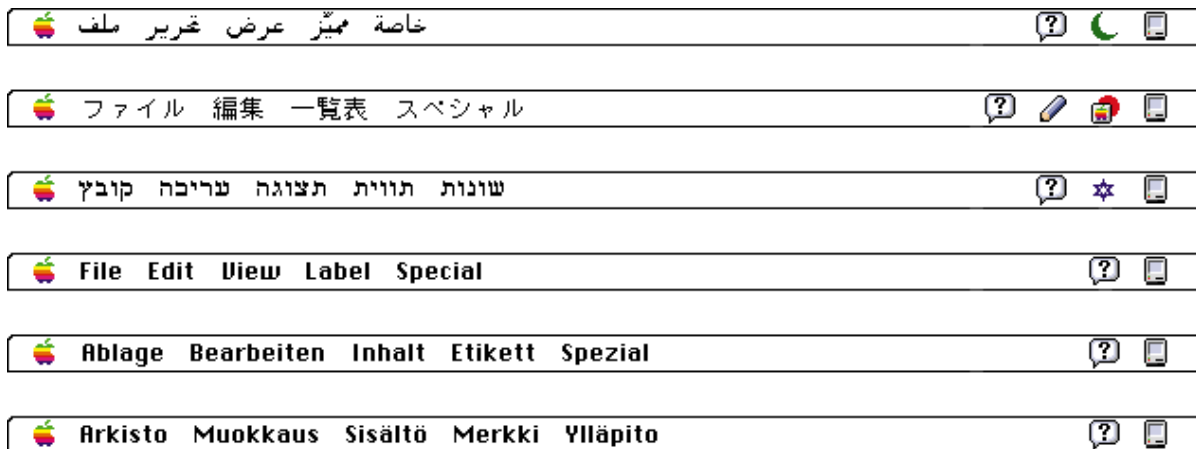 ملف تحرير عرض مميّز خاصة
ファイル 編集 一覧表 スペシャル
קובץ עריכה תצוגה תווית שונות
File Edit View Label Special
Ablage Bearbeiten Inhalt Etikett Spezial
Arkisto Muokkaus Sisältö Merkki Ylläpito